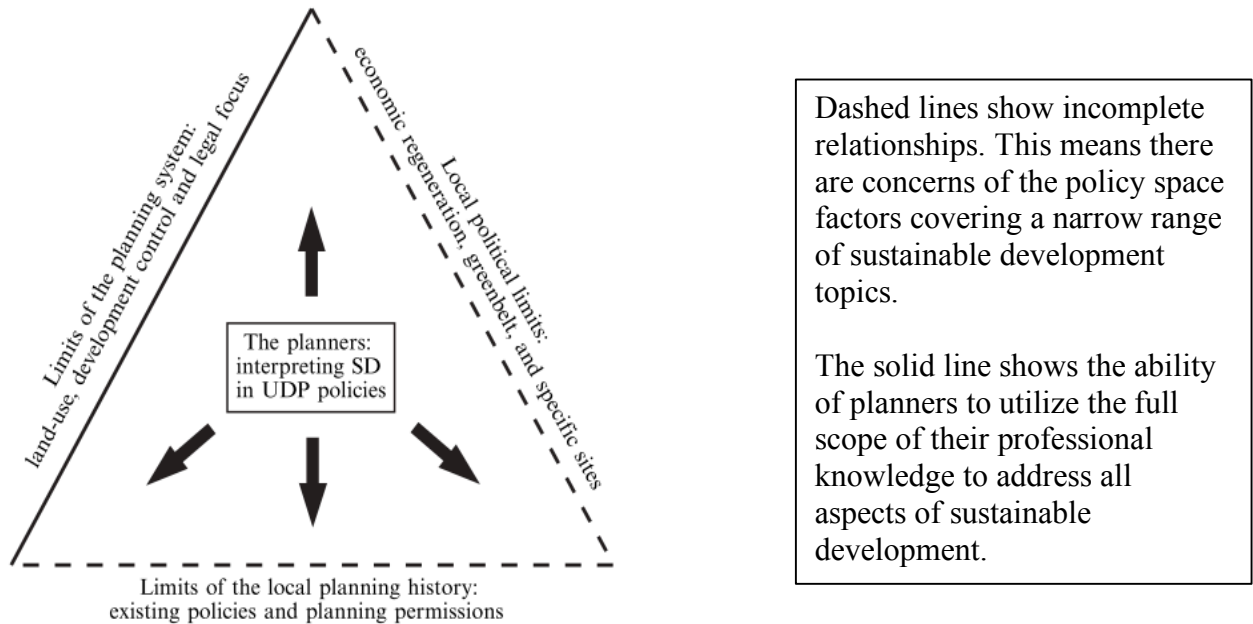 Limits of the planning system:
land-use, development control and legal focus
Local political limits:
economic regeneration, greenbelt, and specific sites
The planners:
interpreting SD
in UDP policies
Limits of the local planning history:
existing policies and planning permissions
Dashed lines show incomplete
relationships. This means there
are concerns of the policy space
factors covering a narrow range
of sustainable development
topics.
The solid line shows the ability
of planners to utilize the full
scope of their professional
knowledge to address all
aspects of sustainable
development.